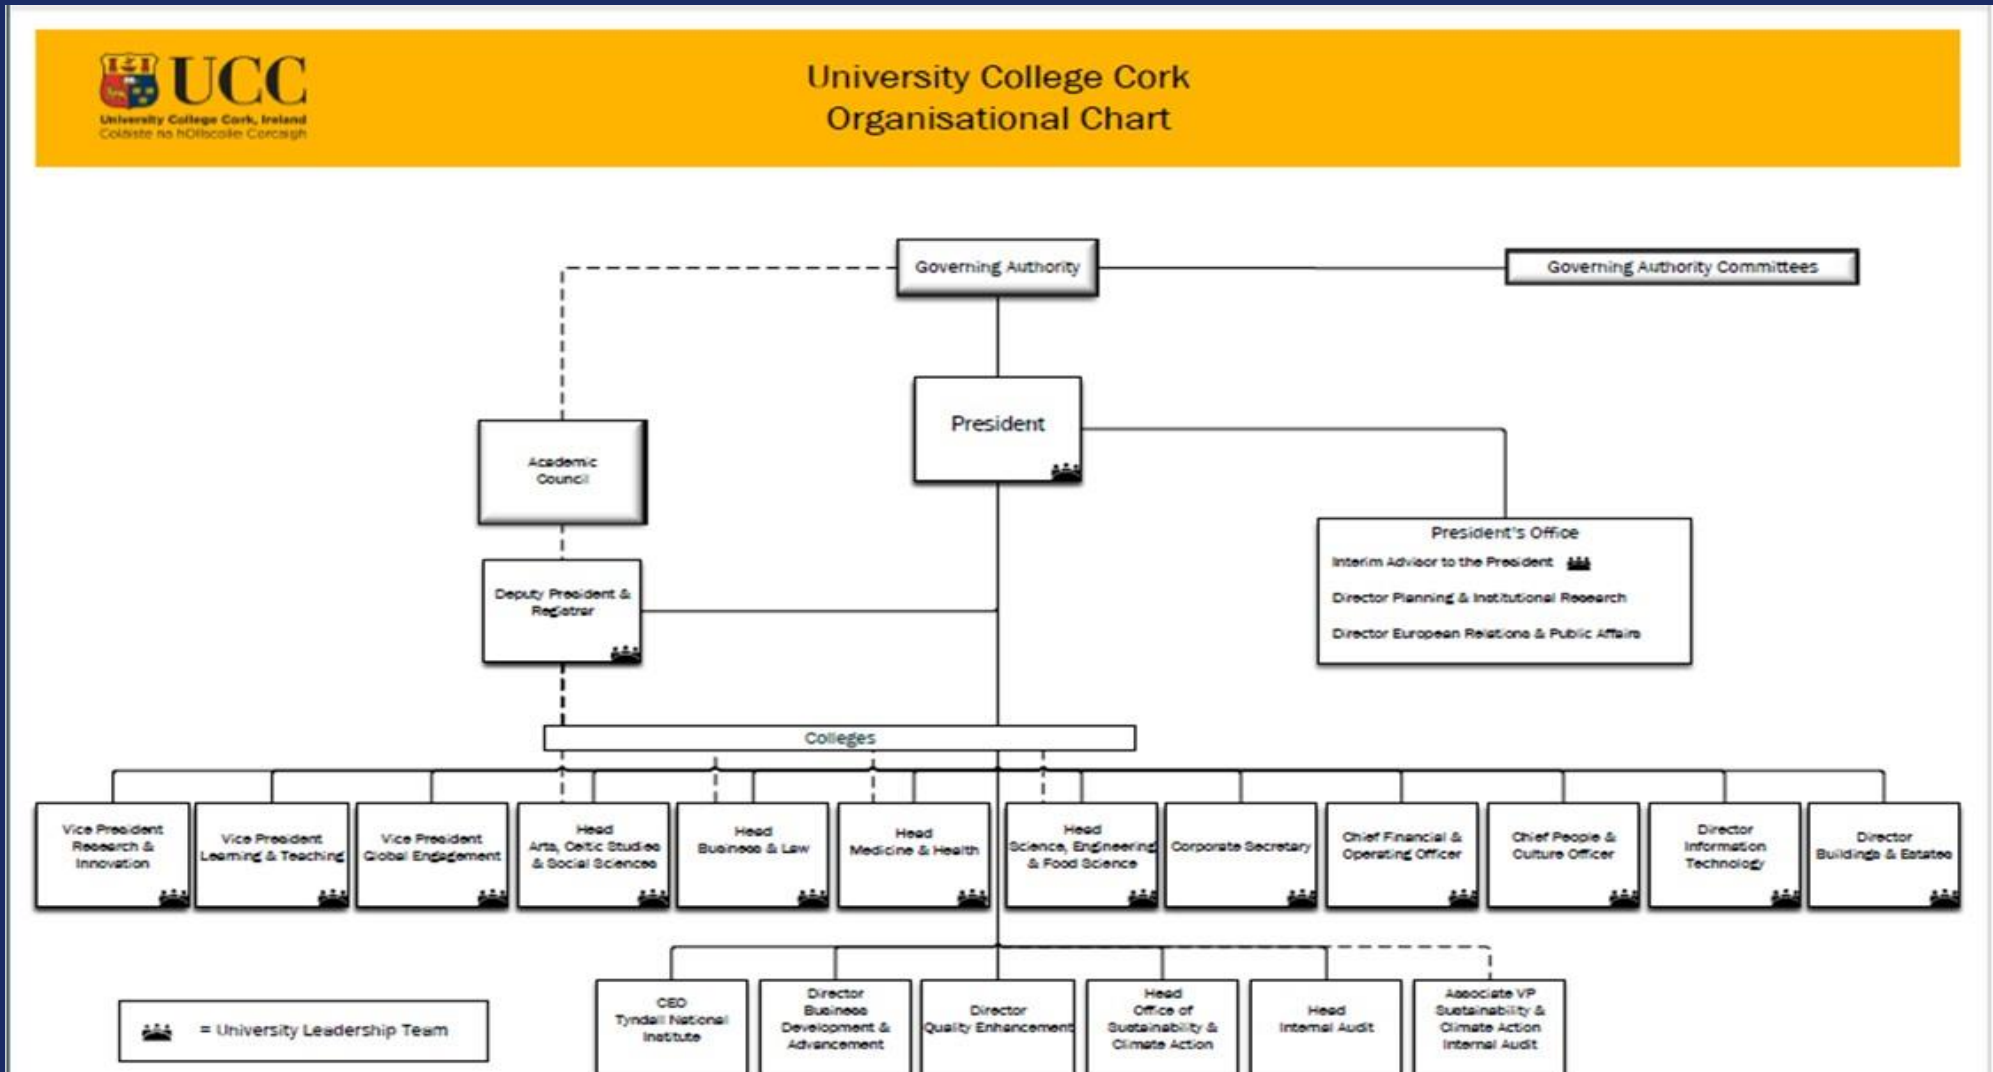 UCC
University College Cork, Ireland
Coláiste na hOllscoile Corcaigh
University College Cork
Organisational Chart
Governing Authority
Governing Authority Committees
President
Academic
Council
President's Office
Interim Advisor to the President
Director Planning & Institutional Research
Director European Relations & Public Affairs
Deputy President &
Registrar
Colleges
Vice President
Research &
Innovation
Vice President
Learning & Teaching
Vice President
Global Engagement
Head
Arts, Celtic Studies
& Social Sciences
Head
Business & Law
Head
Medicine & Health
Head
Science, Engineering
& Food Science
Corporate Secretary
Chief Financial &
Operating Officer
Chief People &
Culture Officer
Director
Information
Technology
Director
Buildings & Estates
CEO
Tyndall National
Institute
Director
Business
Development &
Advancement
Director
Quality Enhancement
Head
Office of
Sustainability &
Climate Action
Head
Internal Audit
Associate VP
Sustainability &
Climate Action
Internal Audit
= University Leadership Team